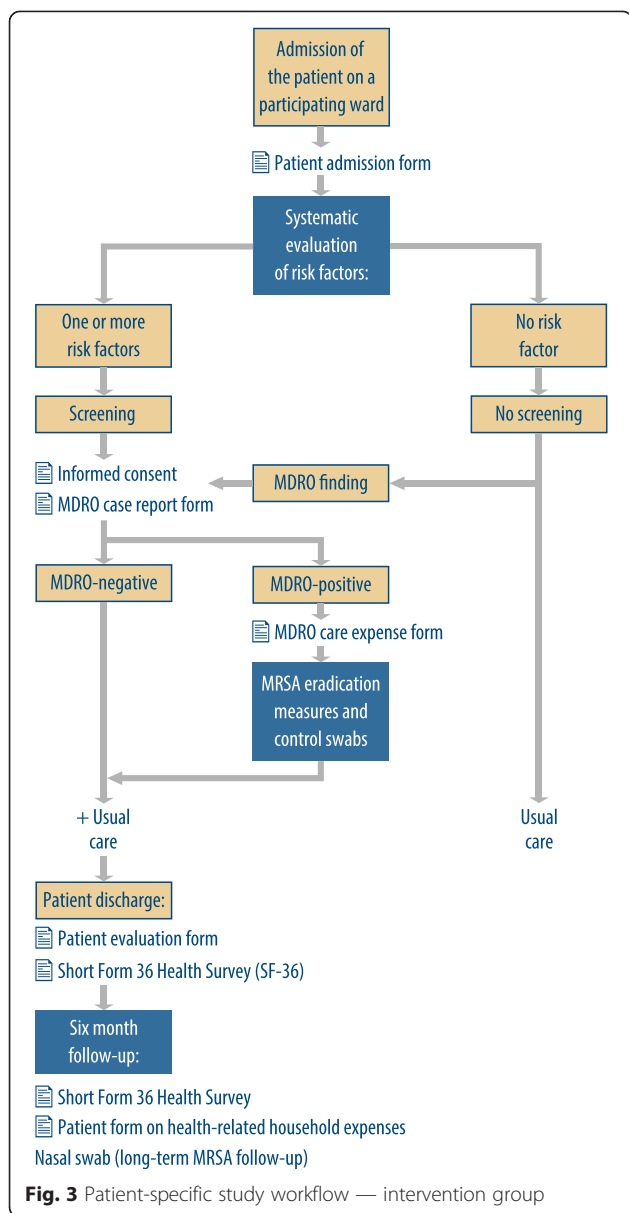 Admission of
the patient on a
participating ward
Patient admission form
Systematic
evaluation
of risk factors:
One or more
risk factors
No risk
factor
Screening
No screening
Informed consent
MDRO case report form
MDRO finding
MDRO-negative
MDRO-positive
MDRO care expense form
MRSA eradication
measures and
control swabs
+ Usual
care
Usual
care
Patient discharge:
Patient evaluation form
Short Form 36 Health Survey (SF-36)
Six month
follow-up:
Short Form 36 Health Survey
Patient form on health-related household expenses
Nasal swab (long-term MRSA follow-up)
Fig. 3 Patient-specific study workflow — intervention group